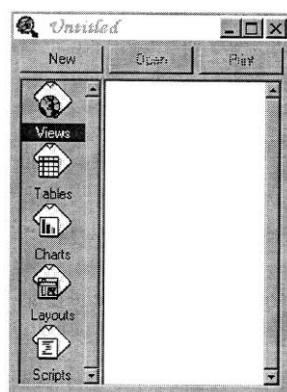 Untitled
New Open Print
Views
Tables
Charts
Layouts
Scripts